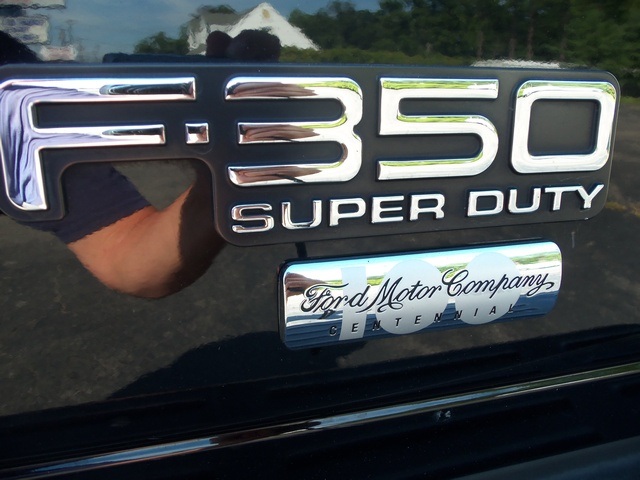 F-350
SUPER DUTY
100
Ford Motor Company
CENTENNIAL